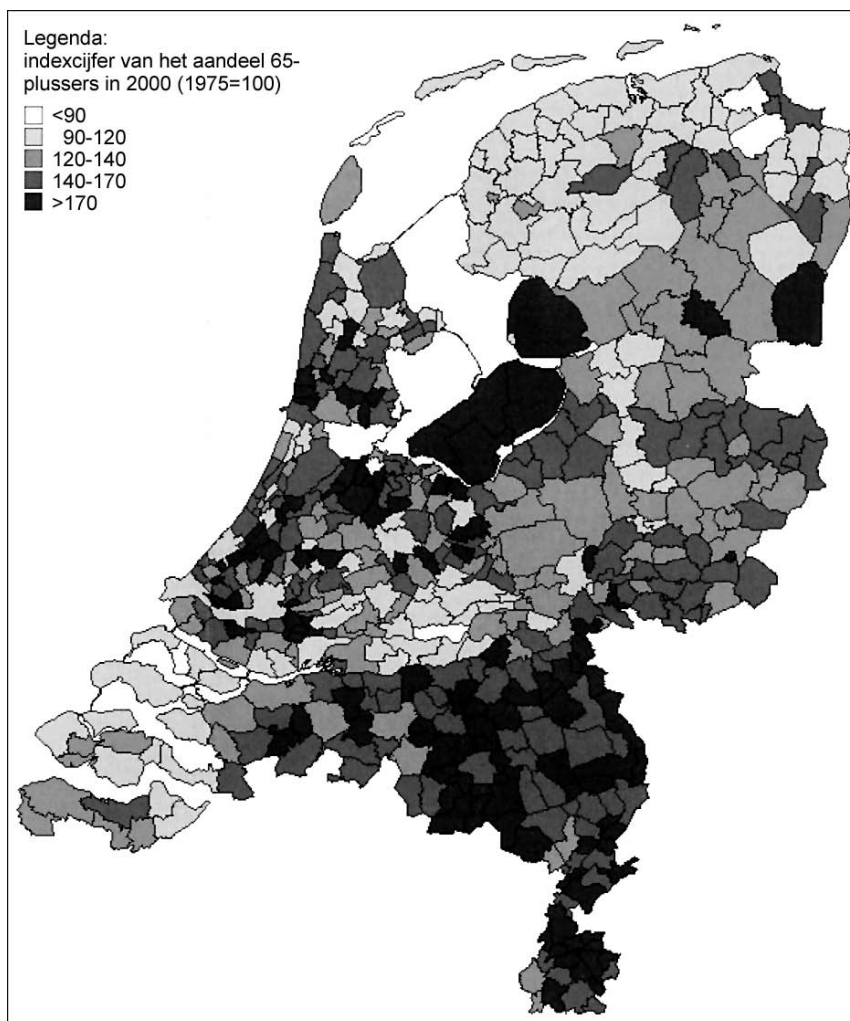 Legenda:
indexcijfer van het aandeel 65-
plussers in 2000 (1975=100)
<90
90-120
120-140
140-170
>170